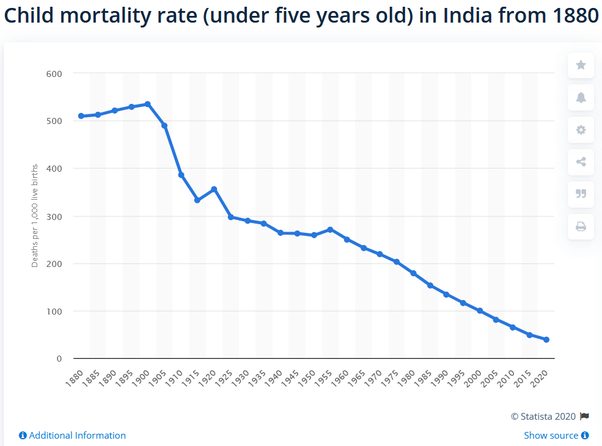 Child mortality rate (under five years old) in India from 1880
600
500
400
300
200
100
0
Deaths per 1,000 live births
1880 1885 1890 1895 1900 1905 1910 1915 1920 1925 1930 1935 1940 1945 1950 1955 1960 1965 1970 1975 1980 1985 1990 1995 2000 2005 2010 2015 2020
© Statista 2020
Additional Information
Show source